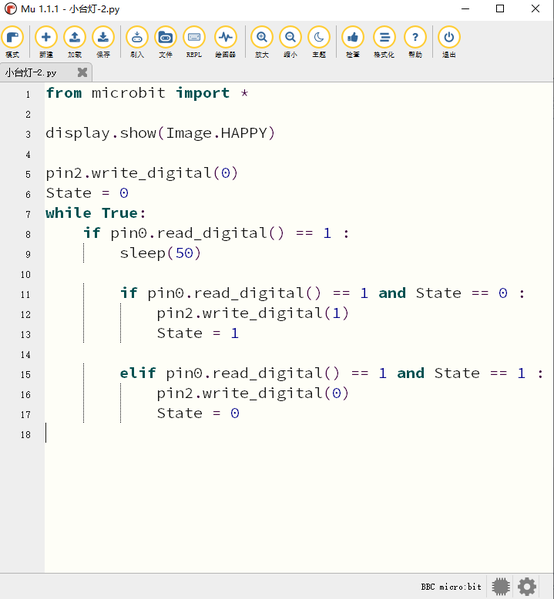 Mu 1.1.1 - 小台灯-2.py
模式 新建 加载 保存 刷入 文件 REPL 绘图器 放大 缩小 主题 检查 格式化 帮助 退出
小台灯-2.py
1 from microbit import *
2
3 display.show(Image.HAPPY)
4
5 pin2.write_digital(0)
6 State = 0
7 while True:
8 if pin0.read_digital() == 1 :
9 sleep(50)
10
11 if pin0.read_digital() == 1 and State == 0 :
12 pin2.write_digital(1)
13 State = 1
14
15 elif pin0.read_digital() == 1 and State == 1 :
16 pin2.write_digital(0)
17 State = 0
18
BBC micro:bit